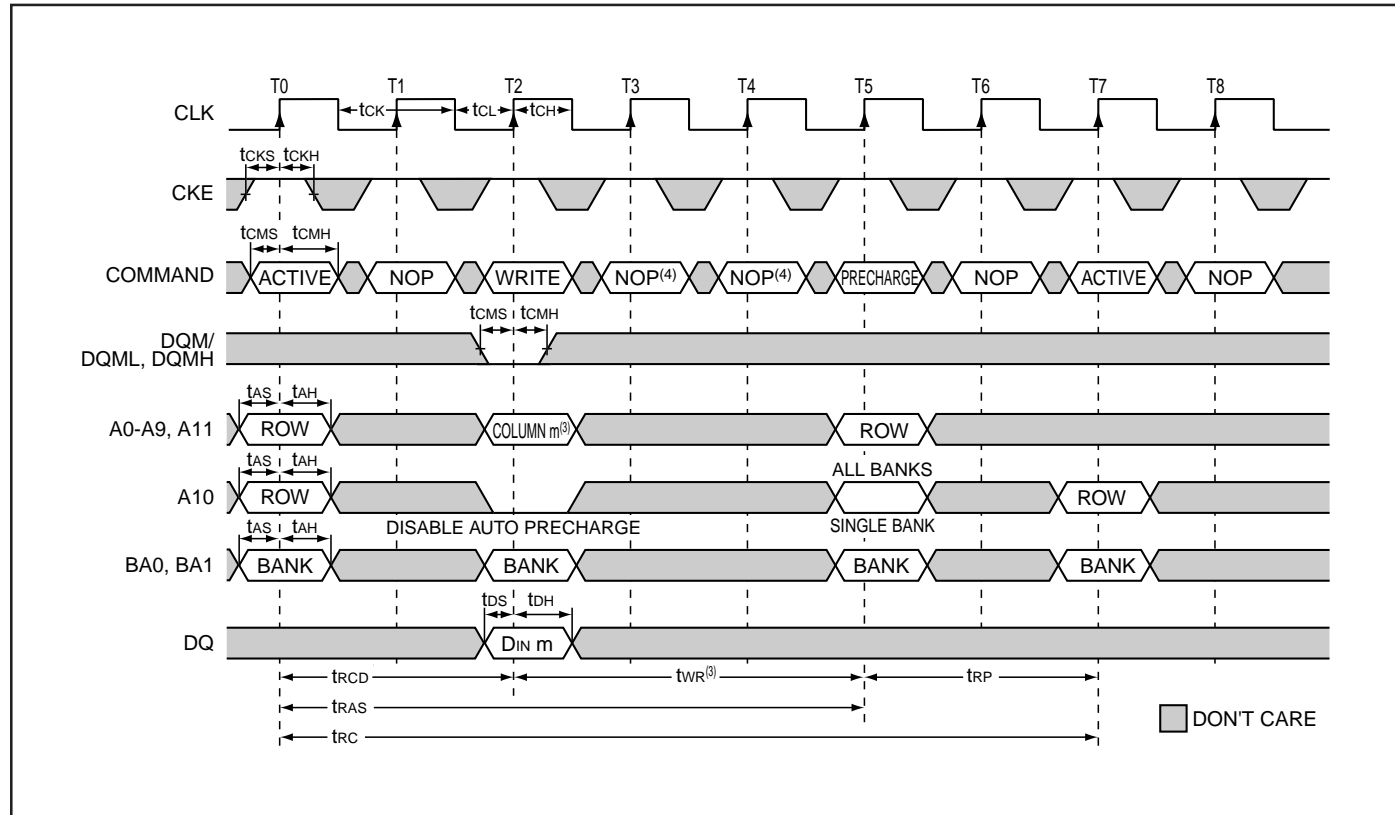 T0 T1 T2 T3 T4 T5 T6 T7 T8
CLK tCK tCL tCH
tCKS tCKH
CKE
tCMS tCMH
COMMAND ACTIVE NOP WRITE NOP(4) NOP(4) PRECHARGE NOP ACTIVE NOP
tCMS tCMH
DQM/
DQML, DQMH
tAS tAH
A0-A9, A11 ROW COLUMN m(3) ROW
tAS tAH ALL BANKS
A10 ROW ROW
tAS tAH DISABLE AUTO PRECHARGE SINGLE BANK
BA0, BA1 BANK BANK BANK BANK
tDS tDH
DQ DIN m
tRCD tWR(3) tRP
tRAS
DON'T CARE
tRC